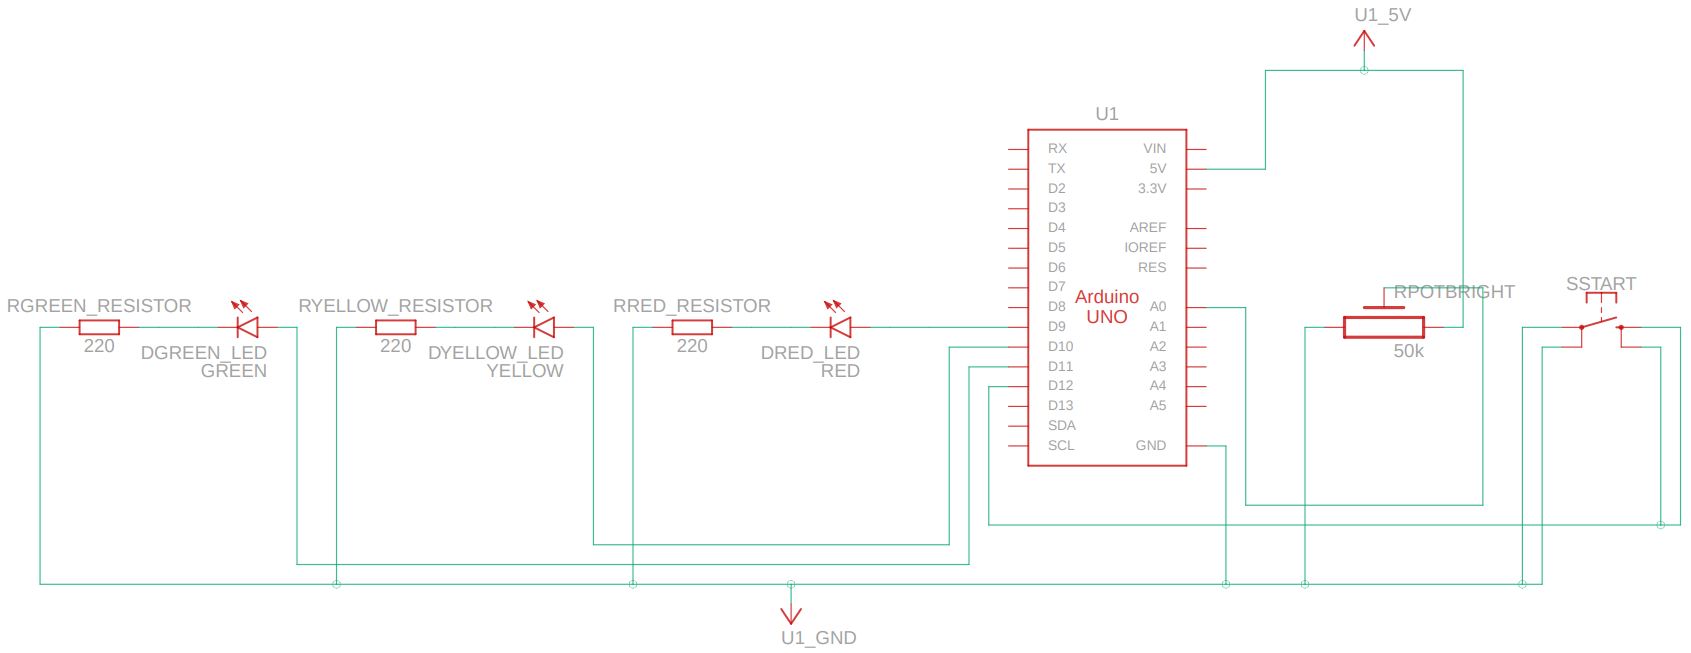 U1_5V
U1
RX
VIN
TX
5V
D2
3.3V
D3
D4
AREF
D5
IOREF
D6
RES
D7
D8
Arduino
UNO
A0
D9
A1
D10
A2
D11
A3
D12
A4
D13
A5
SDA
SCL
GND
RGREEN_RESISTOR
220
DGREEN_LED
GREEN
RYELLOW_RESISTOR
220
DYELLOW_LED
YELLOW
RRED_RESISTOR
220
DRED_LED
RED
RPOTBRIGHT
50k
SSTART
U1_GND